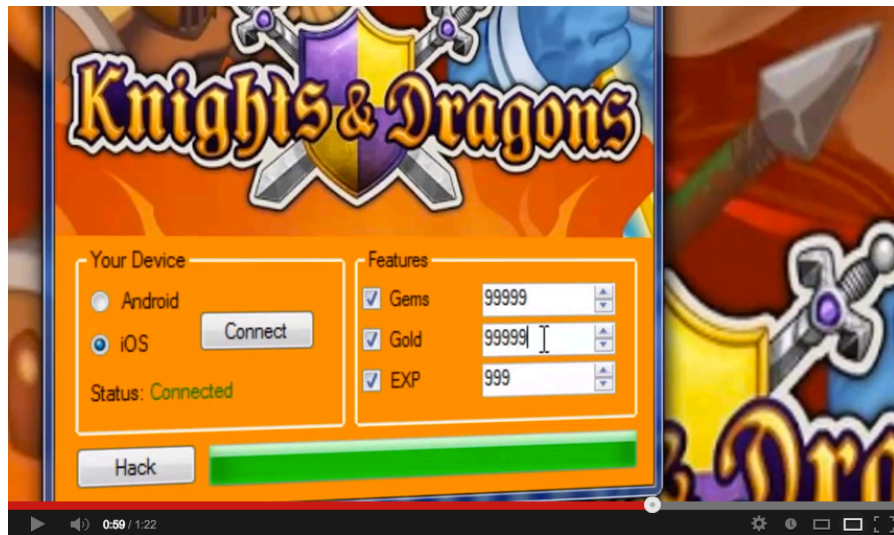 Knights & Dragons
Your Device
Android
iOS
Connect
Status: Connected
Features
Gems 99999
Gold 99999
EXP 999
Hack
0:59 / 1:22